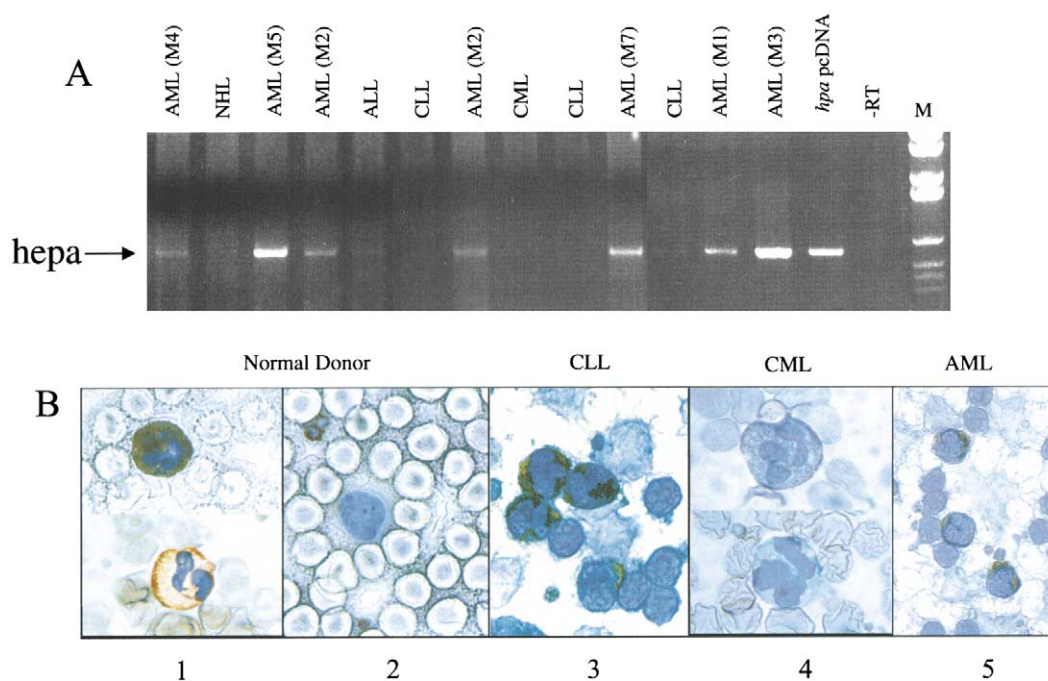 A
AML (M4)
NHL
AML (M5)
AML (M2)
ALL
CLL
AML (M2)
CML
CLL
AML (M7)
CLL
AML (M1)
AML (M3)
hpa pcDNA
-RT
M
hepa
Normal Donor
CLL
CML
AML
B
1
2
3
4
5